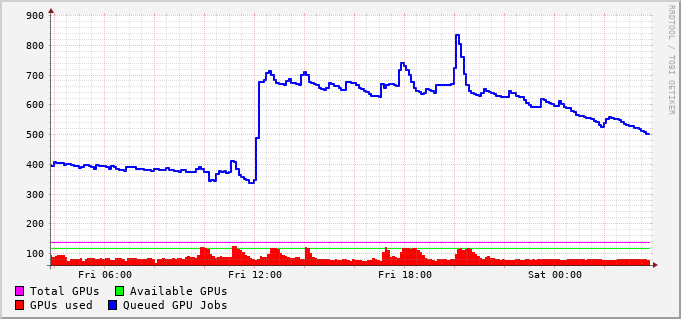 900
800
700
600
500
400
300
200
100
Fri 06:00 Fri 12:00 Fri 18:00 Sat 00:00
Total GPUs Available GPUs
GPUs used Queued GPU Jobs
RRDTOOL / TOBI OETIKER